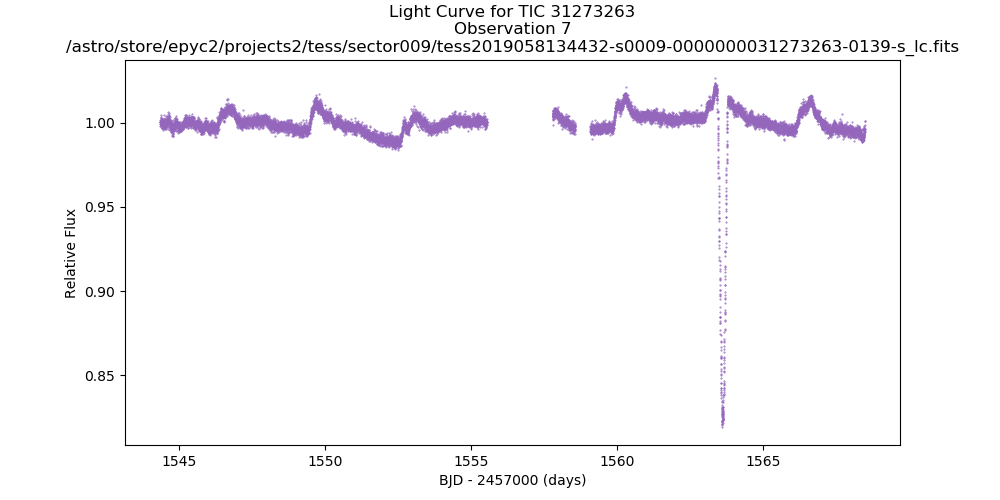 Light Curve for TIC 31273263
Observation 7
/astro/store/epyc2/projects2/tess/sector009/tess2019058134432-s0009-0000000031273263-0139-s_lc.fits
1.00
0.95
0.90
0.85
Relative Flux
1545 1550 1555 1560 1565
BJD - 2457000 (days)